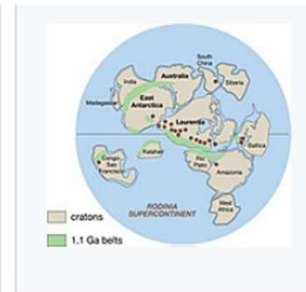 South
China
Australia
Siberia
India
East
Antarctica
Madagascar
Laurentia
Baltica
Kalahari
Congo-
Sao
Francisco
Rio
Plata
Amazonia
West
Africa
RODINIA
SUPERCONTINENT
cratons
1.1 Ga belts